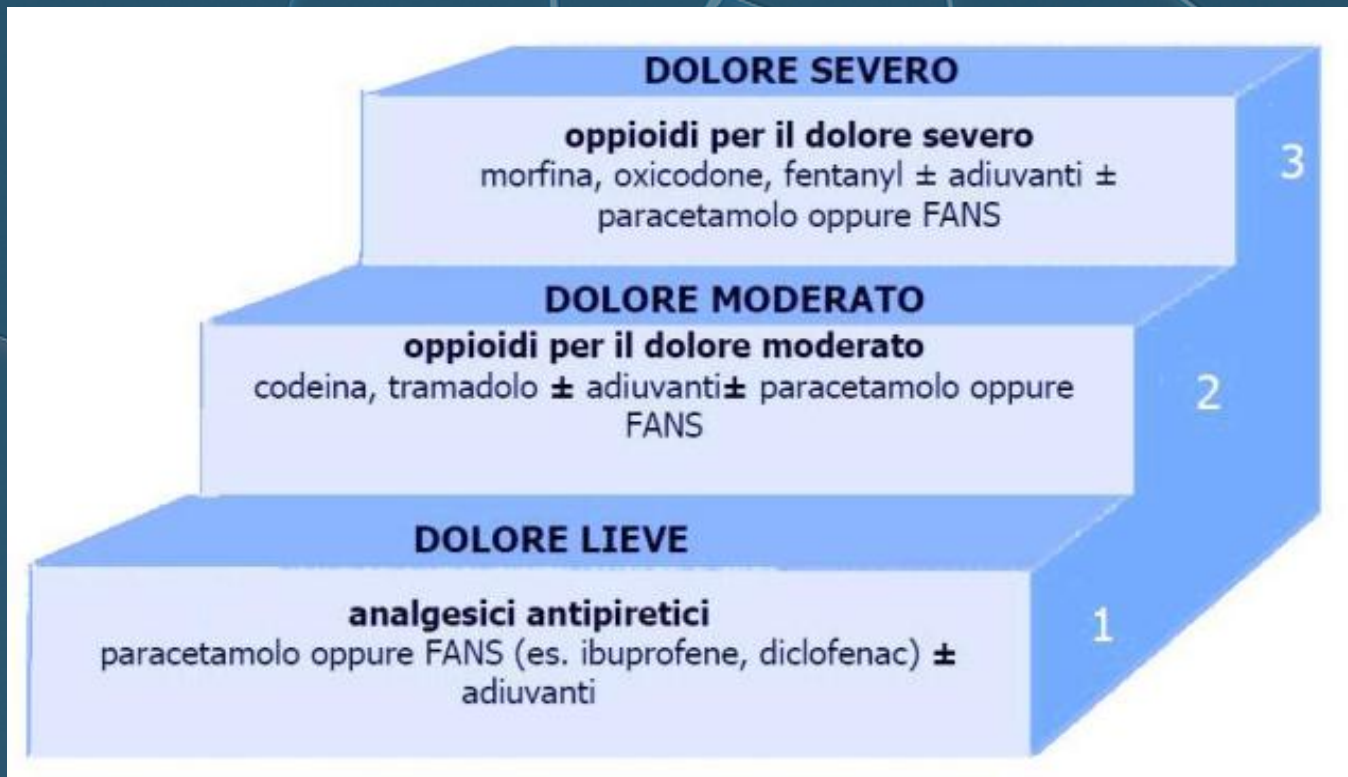 DOLORE SEVERO
oppioidi per il dolore severo
morfina, oxicodone, fentanyl ± adiuvanti ±
paracetamolo oppure FANS
3
DOLORE MODERATO
oppioidi per il dolore moderato
codeina, tramadolo ± adiuvanti± paracetamolo oppure
FANS
2
DOLORE LIEVE
analgesici antipiretici
paracetamolo oppure FANS (es. ibuprofene, diclofenac) ±
adiuvanti
1